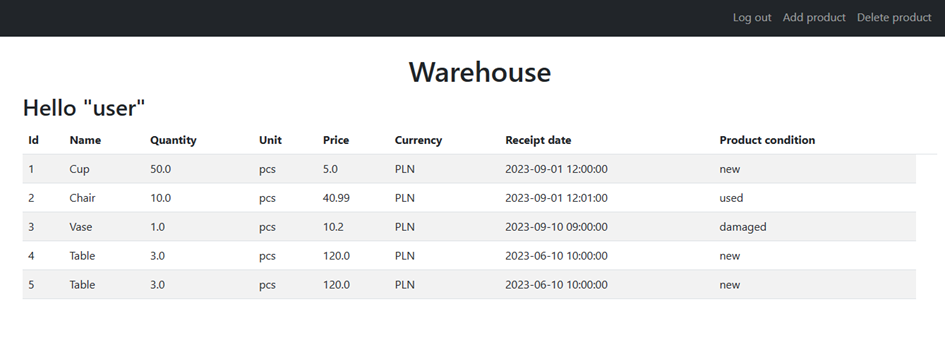 Log out Add product Delete product
Warehouse
Hello "user"
Id Name Quantity Unit Price Currency Receipt date Product condition
1 Cup 50.0 pcs 5.0 PLN 2023-09-01 12:00:00 new
2 Chair 10.0 pcs 40.99 PLN 2023-09-01 12:01:00 used
3 Vase 1.0 pcs 10.2 PLN 2023-09-10 09:00:00 damaged
4 Table 3.0 pcs 120.0 PLN 2023-06-10 10:00:00 new
5 Table 3.0 pcs 120.0 PLN 2023-06-10 10:00:00 new